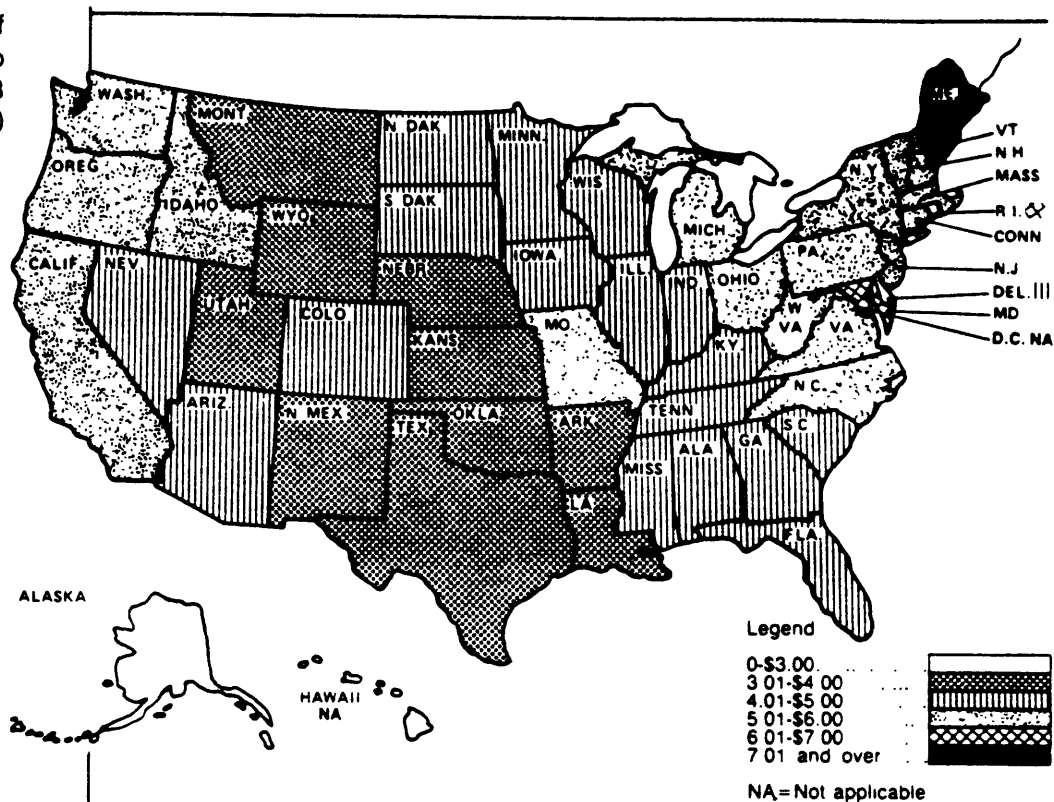 WASH.
MONT
N. DAK
MINN.
VT
N H
MASS
R I. &
CONN
N.J
DEL. III
MD
D.C. NA
OREG
IDAHO
S DAK
WIS
N Y
WYO
MICH
CALIF
NEV
NEBR
IOWA
PA.
UTAH
ILL
IND
OHIO
COLO
W
VA
VA
MO.
KANS
KY.
N C.
ARIZ
N. MEX
OKLA
TENN
TEX
ARK
S C
MISS
ALA
GA
LA
FLA
ALASKA
HAWAII
NA
Legend
0-$3.00
3 01-$4 00
4.01-$5 00
5 01-$6.00
6 01-$7 00
7 01 and over
NA = Not applicable